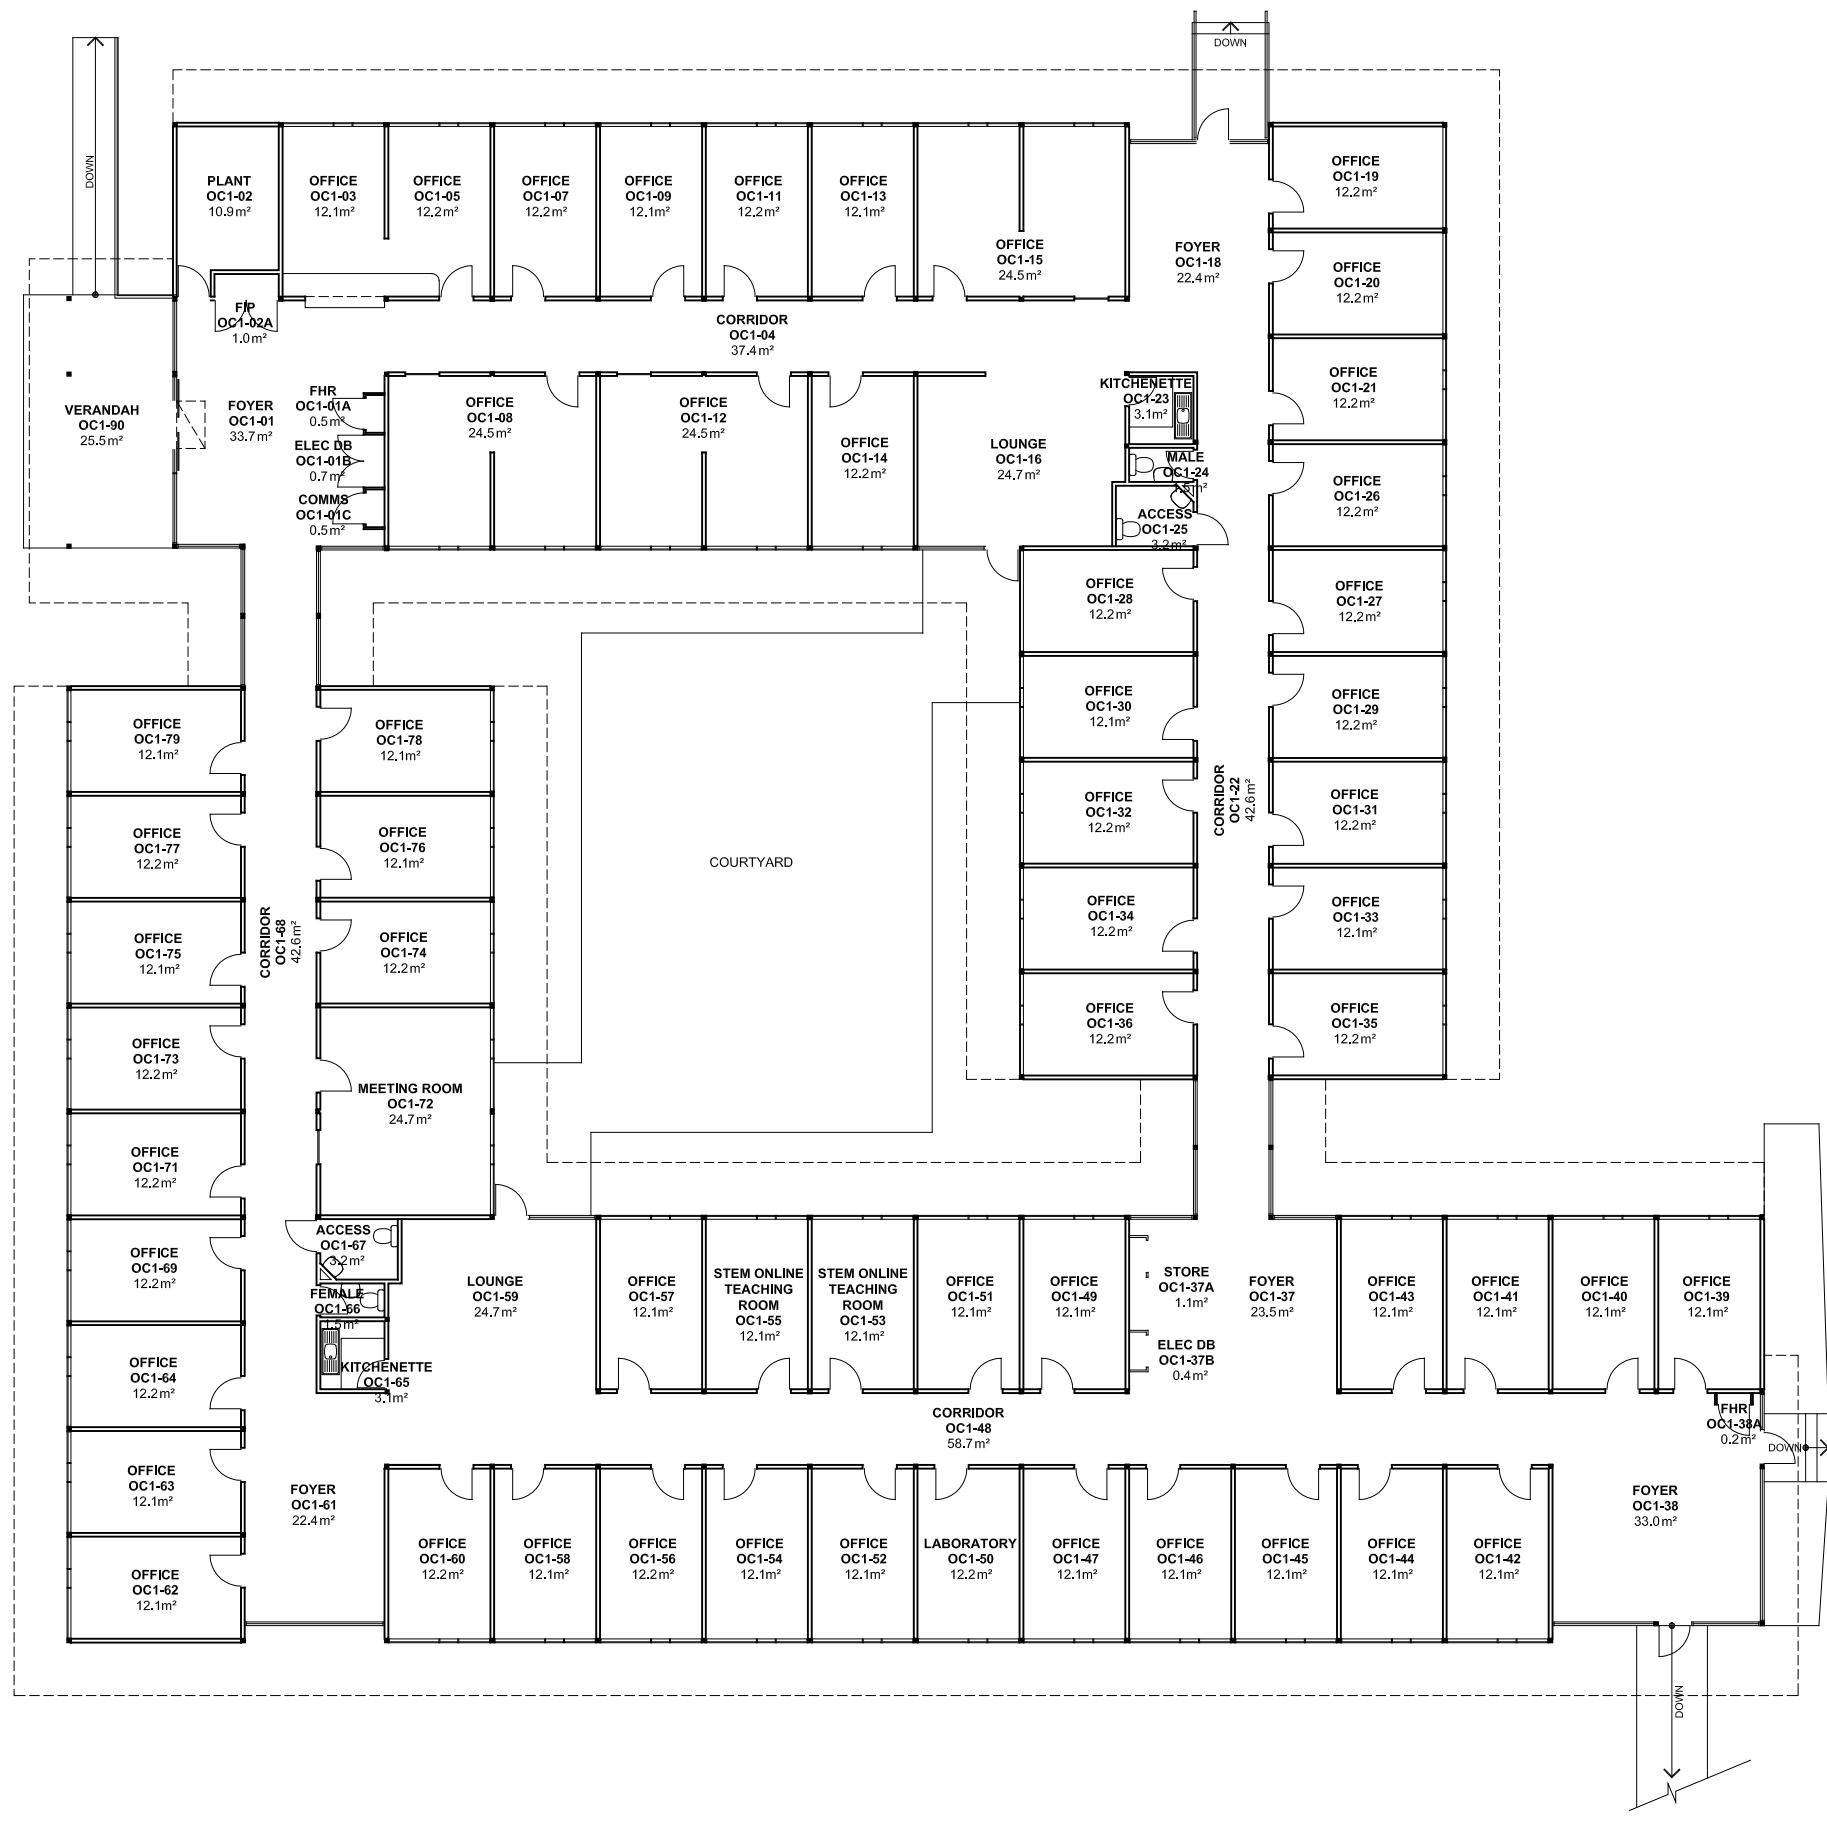 DOWN
DOWN
PLANT
OC1-02
10.9m²
OFFICE
OC1-03
12.1m²
OFFICE
OC1-05
12.2m²
OFFICE
OC1-07
12.2m²
OFFICE
OC1-09
12.1m²
OFFICE
OC1-11
12.2m²
OFFICE
OC1-13
12.1m²
OFFICE
OC1-15
24.5m²
FOYER
OC1-18
22.4m²
OFFICE
OC1-19
12.2m²
OFFICE
OC1-20
12.2m²
FIP
OC1-02A
1.0m²
CORRIDOR
OC1-04
37.4m²
OFFICE
OC1-21
12.2m²
VERANDAH
OC1-90
25.5m²
FOYER
OC1-01
33.7m²
FHR
OC1-01A
0.5m²
ELEC DB
OC1-01B
0.7m²
COMMS
OC1-01C
0.5m²
OFFICE
OC1-08
24.5m²
OFFICE
OC1-12
24.5m²
OFFICE
OC1-14
12.2m²
LOUNGE
OC1-16
24.7m²
KITCHENETTE
OC1-23
3.1m²
MALE
OC1-24
ACCESS
OC1-25
3.2m²
OFFICE
OC1-26
12.2m²
OFFICE
OC1-28
12.2m²
OFFICE
OC1-27
12.2m²
OFFICE
OC1-30
12.1m²
OFFICE
OC1-29
12.2m²
OFFICE
OC1-79
12.1m²
OFFICE
OC1-78
12.1m²
OFFICE
OC1-32
12.2m²
CORRIDOR
OC1-22
42.6m²
OFFICE
OC1-31
12.2m²
OFFICE
OC1-77
12.2m²
OFFICE
OC1-76
12.1m²
COURTYARD
OFFICE
OC1-34
12.2m²
OFFICE
OC1-33
12.1m²
OFFICE
OC1-75
12.1m²
CORRIDOR
OC1-68
42.6m²
OFFICE
OC1-74
12.2m²
OFFICE
OC1-36
12.2m²
OFFICE
OC1-35
12.2m²
OFFICE
OC1-73
12.2m²
MEETING ROOM
OC1-72
24.7m²
OFFICE
OC1-71
12.2m²
OFFICE
OC1-69
12.2m²
ACCESS
OC1-67
3.2m²
FEMALE
OC1-66
1.5m²
KITCHENETTE
OC1-65
3.1m²
LOUNGE
OC1-59
24.7m²
OFFICE
OC1-57
12.1m²
STEM ONLINE
TEACHING
ROOM
OC1-55
12.1m²
STEM ONLINE
TEACHING
ROOM
OC1-53
12.1m²
OFFICE
OC1-51
12.1m²
OFFICE
OC1-49
12.1m²
STORE
OC1-37A
1.1m²
ELEC DB
OC1-37B
0.4m²
FOYER
OC1-37
23.5m²
OFFICE
OC1-43
12.1m²
OFFICE
OC1-41
12.1m²
OFFICE
OC1-40
12.1m²
OFFICE
OC1-39
12.1m²
OFFICE
OC1-64
12.2m²
CORRIDOR
OC1-48
58.7m²
FHR
OC1-38A
0.2m²
DOWN
OFFICE
OC1-63
12.1m²
FOYER
OC1-61
22.4m²
FOYER
OC1-38
33.0m²
OFFICE
OC1-62
12.1m²
OFFICE
OC1-60
12.2m²
OFFICE
OC1-58
12.1m²
OFFICE
OC1-56
12.2m²
OFFICE
OC1-54
12.1m²
OFFICE
OC1-52
12.1m²
LABORATORY
OC1-50
12.2m²
OFFICE
OC1-47
12.1m²
OFFICE
OC1-46
12.1m²
OFFICE
OC1-45
12.1m²
OFFICE
OC1-44
12.1m²
OFFICE
OC1-42
12.1m²
DOWN